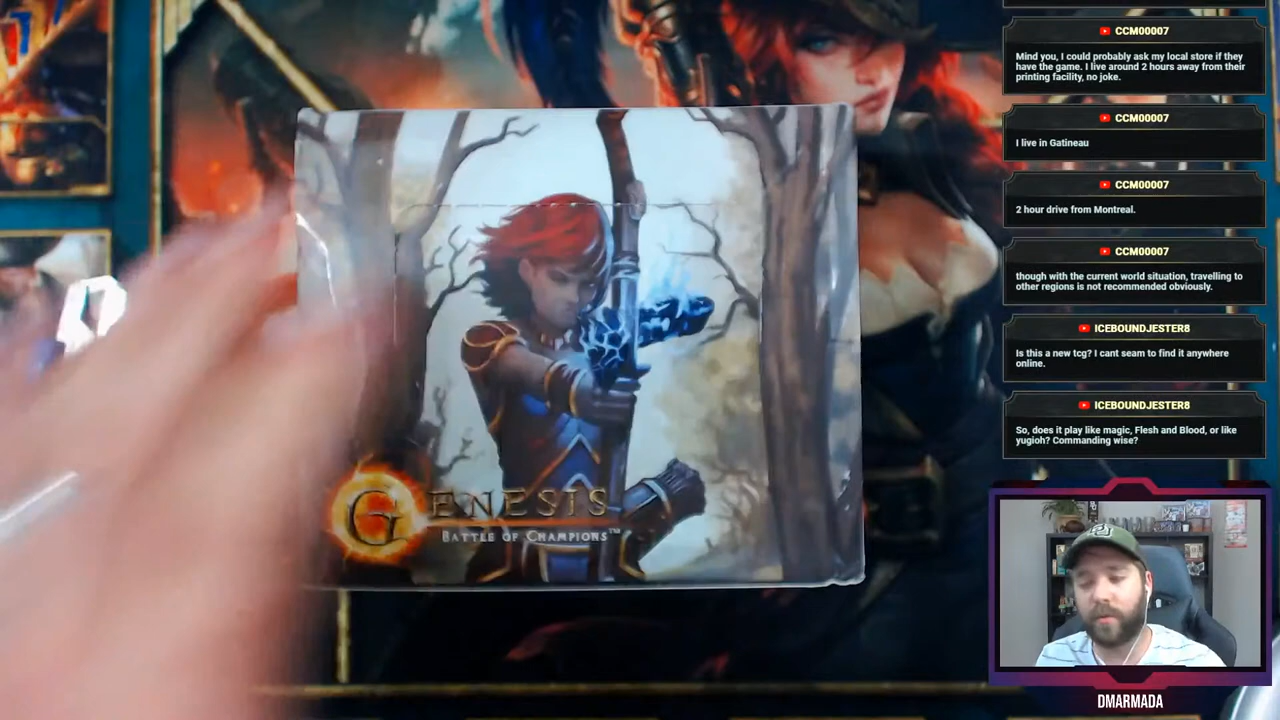 GENESIS
BATTLE OF CHAMPIONS™
CCM00007
Mind you, I could probably ask my local store if they
have the game. I live around 2 hours away from their
printing facility, no joke.
CCM00007
I live in Gatineau
CCM00007
2 hour drive from Montreal.
CCM00007
though with the current world situation, travelling to
other regions is not recommended obviously.
ICEBOUNDJESTER8
Is this a new tcg? I cant seam to find it anywhere
online.
ICEBOUNDJESTER8
So, does it play like magic, Flesh and Blood, or like
yugioh? Commanding wise?
DMARMADA